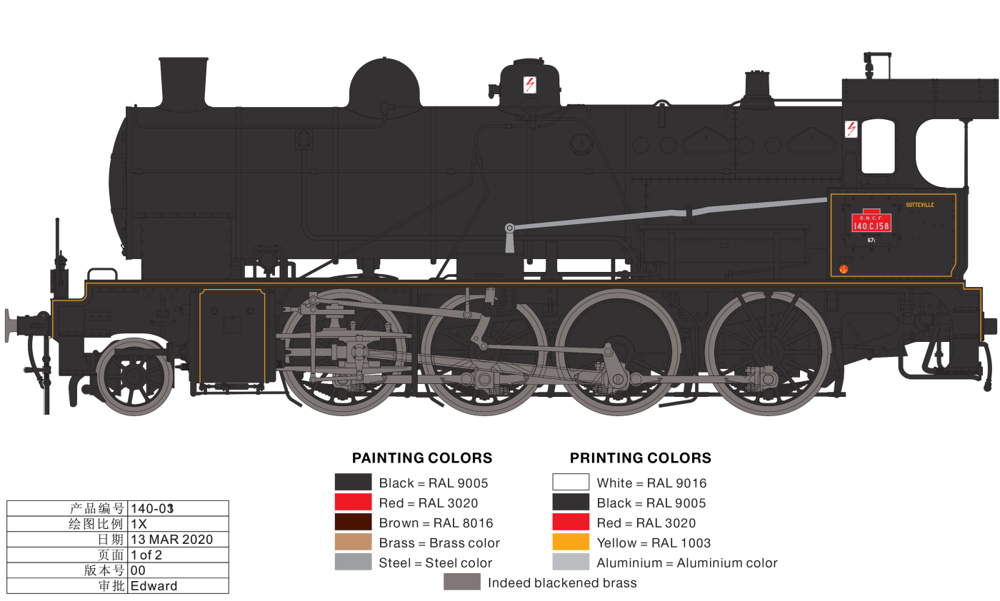 SOTTEVILLE
S.N.C.F.
140.C.158
PAINTING COLORS
Black = RAL 9005
Red = RAL 3020
Brown = RAL 8016
Brass = Brass color
Steel = Steel color
PRINTING COLORS
White = RAL 9016
Black = RAL 9005
Red = RAL 3020
Yellow = RAL 1003
Aluminium = Aluminium color
Indeed blackened brass
产品编号
绘图比例 1X
日期 13 MAR 2020
页面 1 of 2
版本号 00
审批 Edward